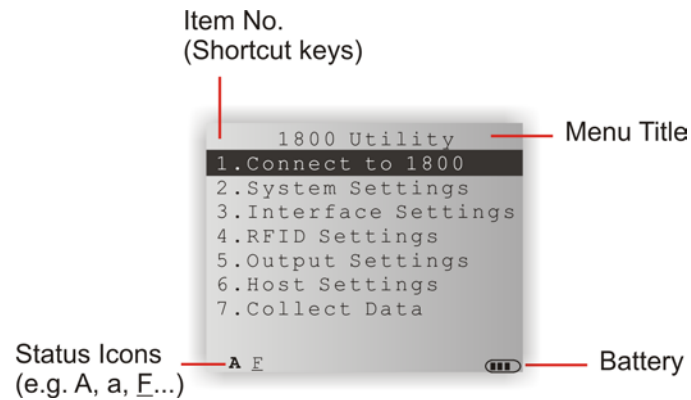 Item No.
(Shortcut keys)
1800 Utility
Menu Title
1.Connect to 1800
2.System Settings
3.Interface Settings
4.RFID Settings
5.Output Settings
6.Host Settings
7.Collect Data
Status Icons
(e.g. A, a, F...)
A F
Battery